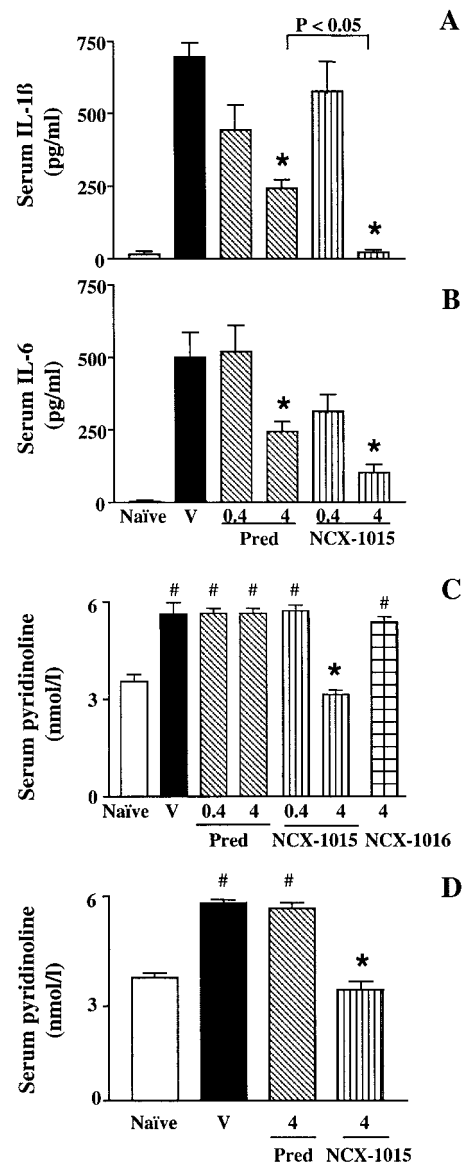 A
P < 0.05
Serum IL-1ß
(pg/ml)
750
500
250
0
*
*
B
Serum IL-6
(pg/ml)
750
500
250
0
*
*
Naïve V 0.4 4 0.4 4
Pred NCX-1015
C
Serum pyridinoline
(nmol/l)
6
3
0
# # # # * #
Naïve V 0.4 4 0.4 4 4
Pred NCX-1015 NCX-1016
D
Serum pyridinoline
(nmol/l)
6
3
0
# # *
Naïve V 4 4
Pred NCX-1015